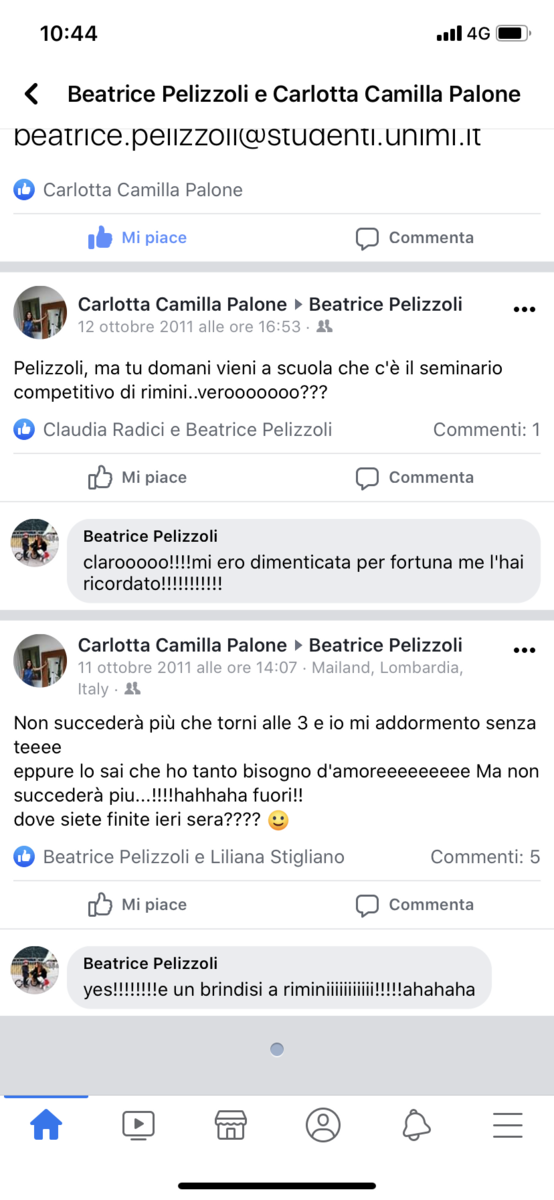 10:44
4G
Beatrice Pelizzoli e Carlotta Camilla Palone
beatrice.pelizzoli@studenti.unimi.it
Carlotta Camilla Palone
Mi piace
Commenta
Carlotta Camilla Palone ▸ Beatrice Pelizzoli
12 ottobre 2011 alle ore 16:53 ·
Pelizzoli, ma tu domani vieni a scuola che c'è il seminario
competitivo di rimini..verooooooo???
Claudia Radici e Beatrice Pelizzoli
Commenti: 1
Mi piace
Commenta
Beatrice Pelizzoli
clarooooo!!!!mi ero dimenticata per fortuna me l'hai
ricordato!!!!!!!!!!!
Carlotta Camilla Palone ▸ Beatrice Pelizzoli
11 ottobre 2011 alle ore 14:07 · Mailand, Lombardia,
Italy ·
Non succederà più che torni alle 3 e io mi addormento senza
teeee
eppure lo sai che ho tanto bisogno d'amoreeeeeeeee Ma non
succederà piu...!!!!hahhaha fuori!!
dove siete finite ieri sera???? 🙂
Beatrice Pelizzoli e Liliana Stigliano
Commenti: 5
Mi piace
Commenta
Beatrice Pelizzoli
yes!!!!!!!!e un brindisi a riminiiiiiiiiiiii!!!!!ahahaha